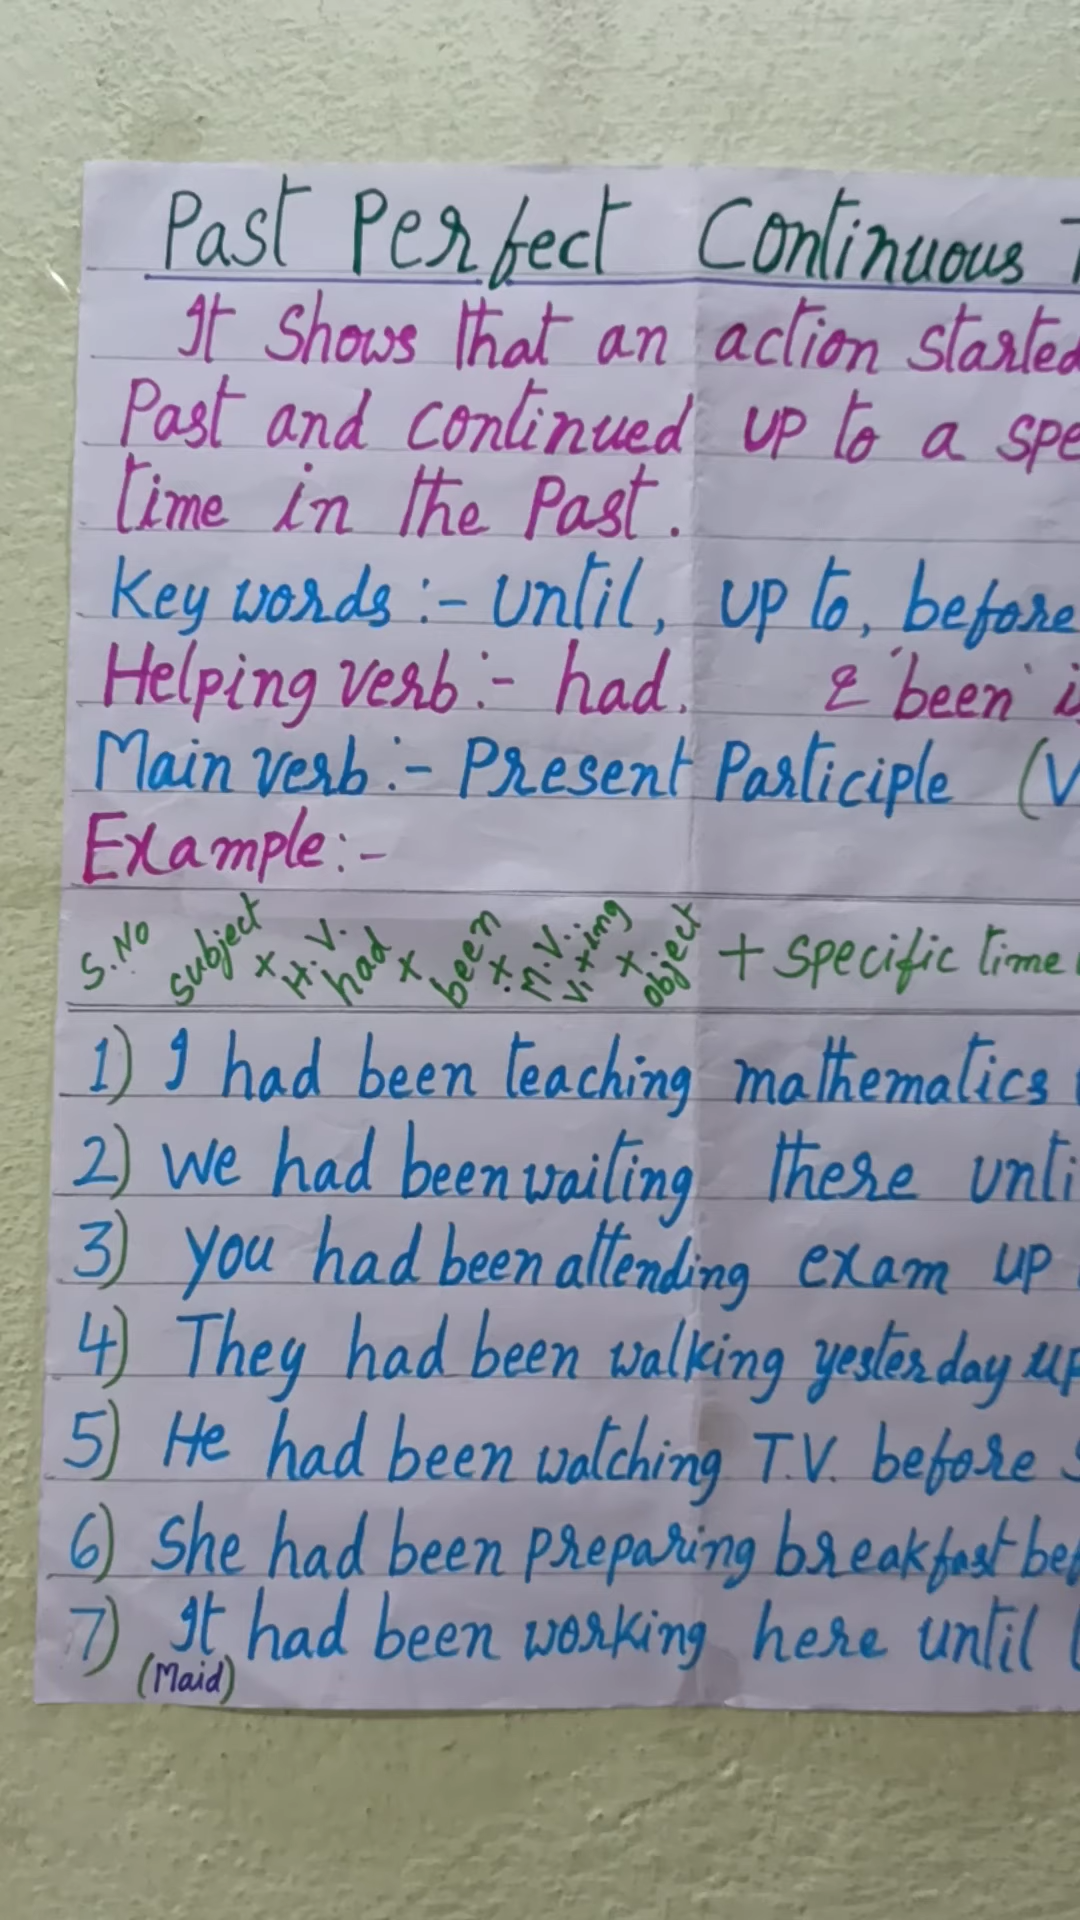 Past Perfect Continuous
It shows that an action started
Past and continued up to a spe
time in the Past.
Key words :- until, up to, before
Helping verb :- had. & 'been' is
Main verb :- Present Participle (V
Example :-
S.No Subject x H.V. had x been x M.V. V1+ing x object + specific time
1) I had been teaching mathematics
2) We had been waiting there unti
3) you had been attending exam up
4) They had been walking yesterday up
5) He had been watching T.V. before
6) She had been preparing breakfast bef
7) It had been working here until
(Maid)